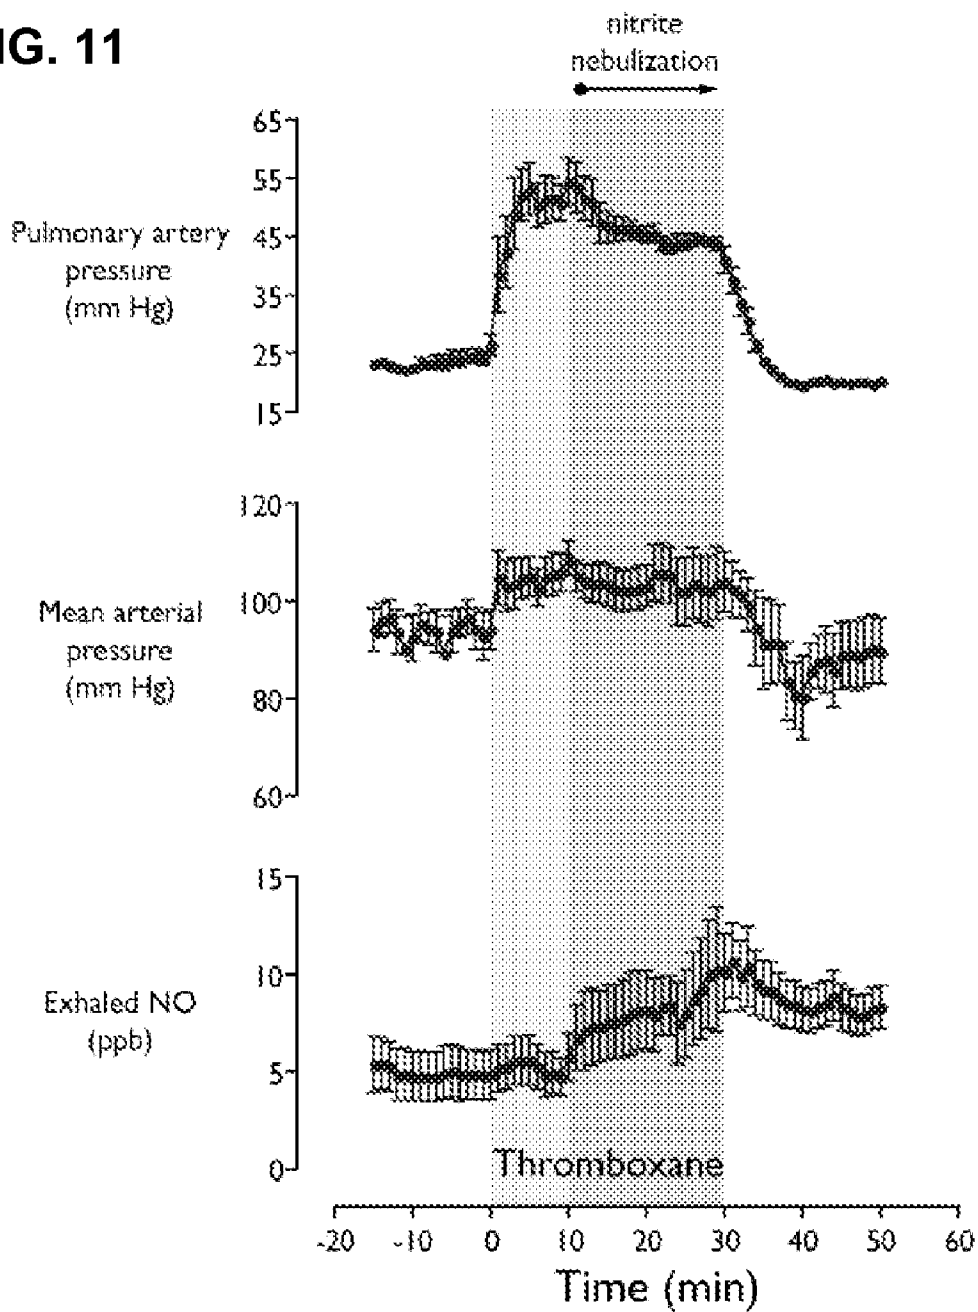 IG. 11
nitrite
nebulization
65
55
45
35
25
15
Pulmonary artery
pressure
(mm Hg)
120
100
80
60
Mean arterial
pressure
(mm Hg)
15
10
5
0
Exhaled NO
(ppb)
Thromboxane
-20 -10 0 10 20 30 40 50 60
Time (min)